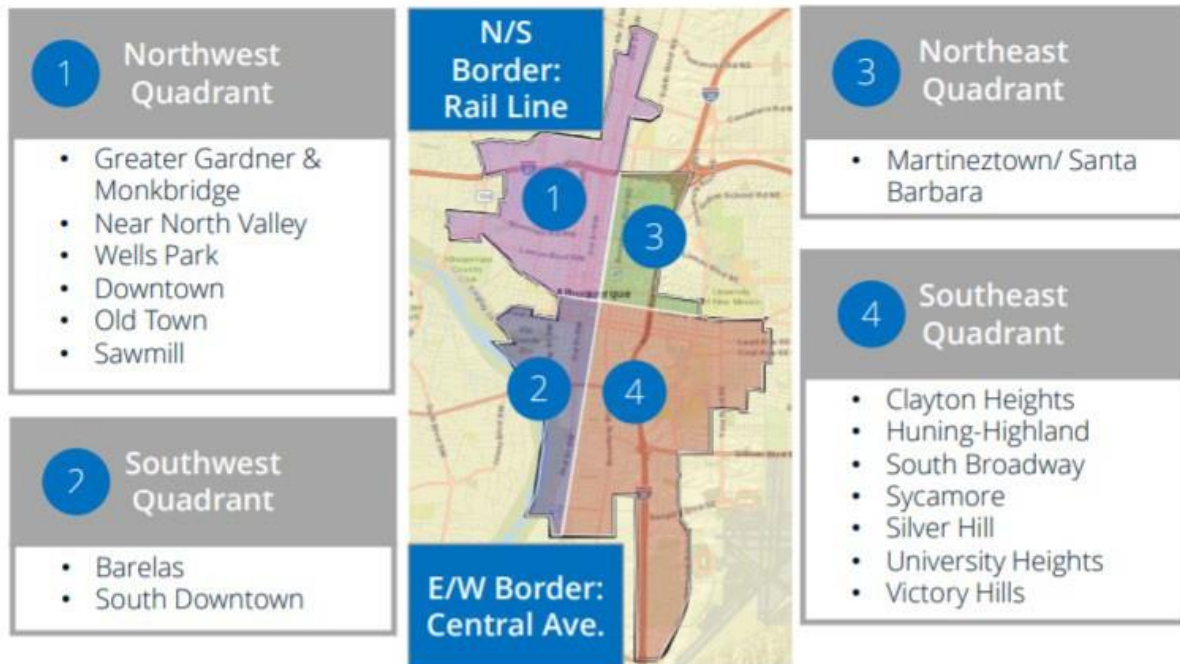 1
Northwest
Quadrant
• Greater Gardner &
Monkbridge
• Near North Valley
• Wells Park
• Downtown
• Old Town
• Sawmill
2
Southwest
Quadrant
• Barelas
• South Downtown
N/S
Border:
Rail Line
1
3
Albuquerque
2
4
E/W Border:
Central Ave.
3
Northeast
Quadrant
• Martineztown/ Santa
Barbara
4
Southeast
Quadrant
• Clayton Heights
• Huning-Highland
• South Broadway
• Sycamore
• Silver Hill
• University Heights
• Victory Hills